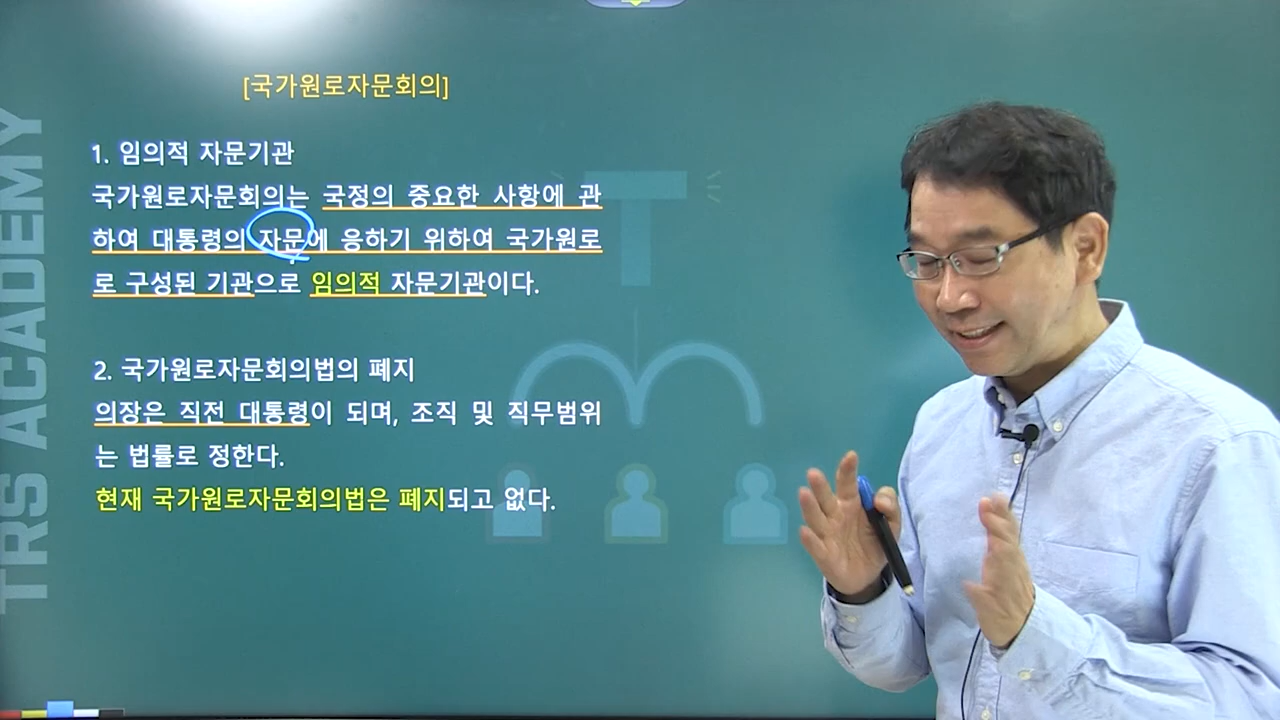 [국가원로자문회의]
1. 임의적 자문기관
국가원로자문회의는 국정의 중요한 사항에 관
하여 대통령의 자문에 응하기 위하여 국가원로
로 구성된 기관으로 임의적 자문기관이다.
2. 국가원로자문회의법의 폐지
의장은 직전 대통령이 되며, 조직 및 직무범위
는 법률로 정한다.
현재 국가원로자문회의법은 폐지되고 없다.
TRS ACADEMY